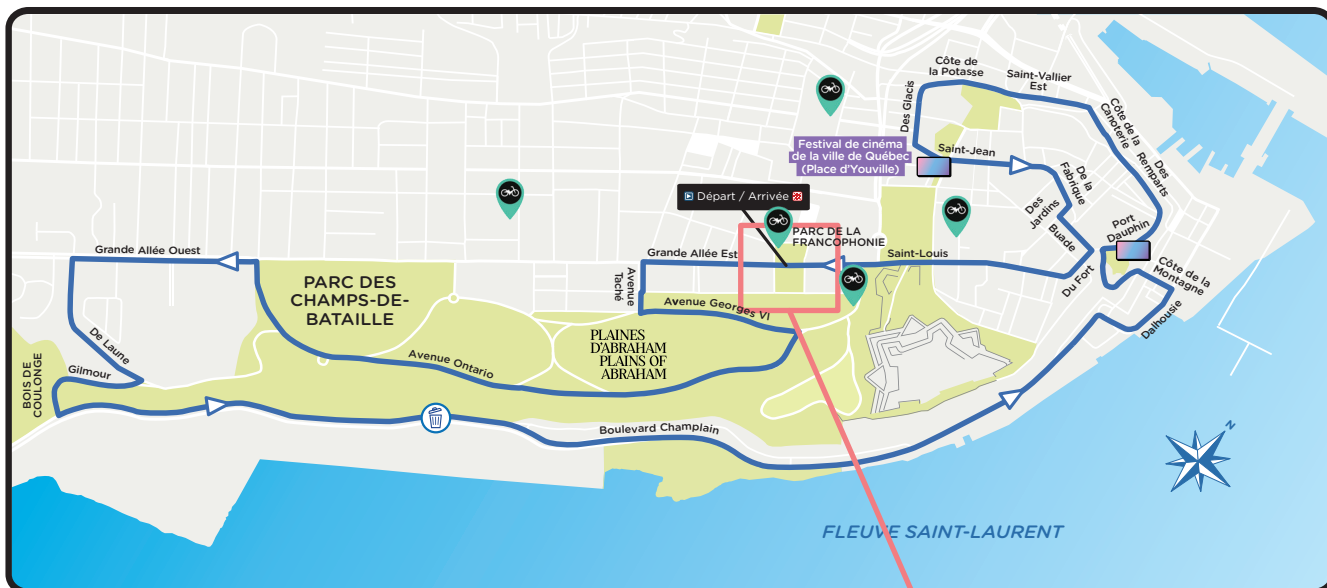 Côte de
la Potasse
Saint-Vallier
Est
Des Glacis
Côte de la
Canoterie
Festival de cinéma
de la ville de Québec
(Place d'Youville)
Saint-Jean
De la
Fabrique
Des
Remparts
Départ / Arrivée
Des
Jardins
Buade
Port
Dauphin
PARC DE LA
FRANCOPHONIE
Grande Allée Ouest
Grande Allée Est
Saint-Louis
Du Fort
Côte de la
Montagne
Avenue
Taché
PARC DES
CHAMPS-DE-
BATAILLE
Avenue Georges VI
Dalhousie
De Laune
PLAINES
D'ABRAHAM
PLAINS OF
ABRAHAM
Avenue Ontario
Gilmour
BOIS DE
COULONGE
Boulevard Champlain
N
FLEUVE SAINT-LAURENT